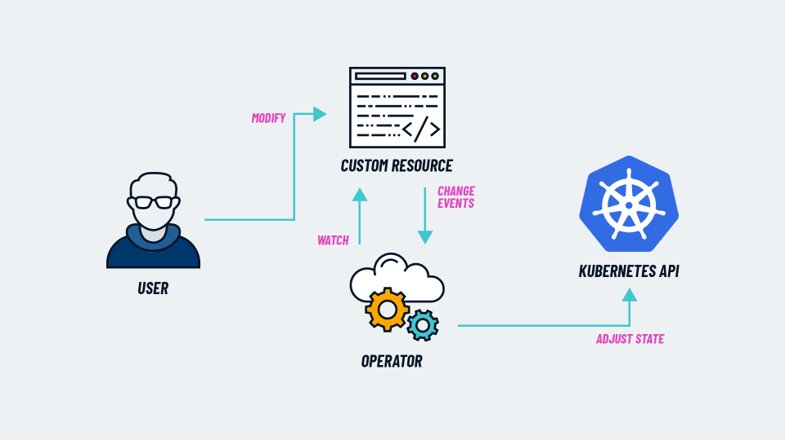 MODIFY
CUSTOM RESOURCE
CHANGE
EVENTS
WATCH
USER
KUBERNETES API
ADJUST STATE
OPERATOR